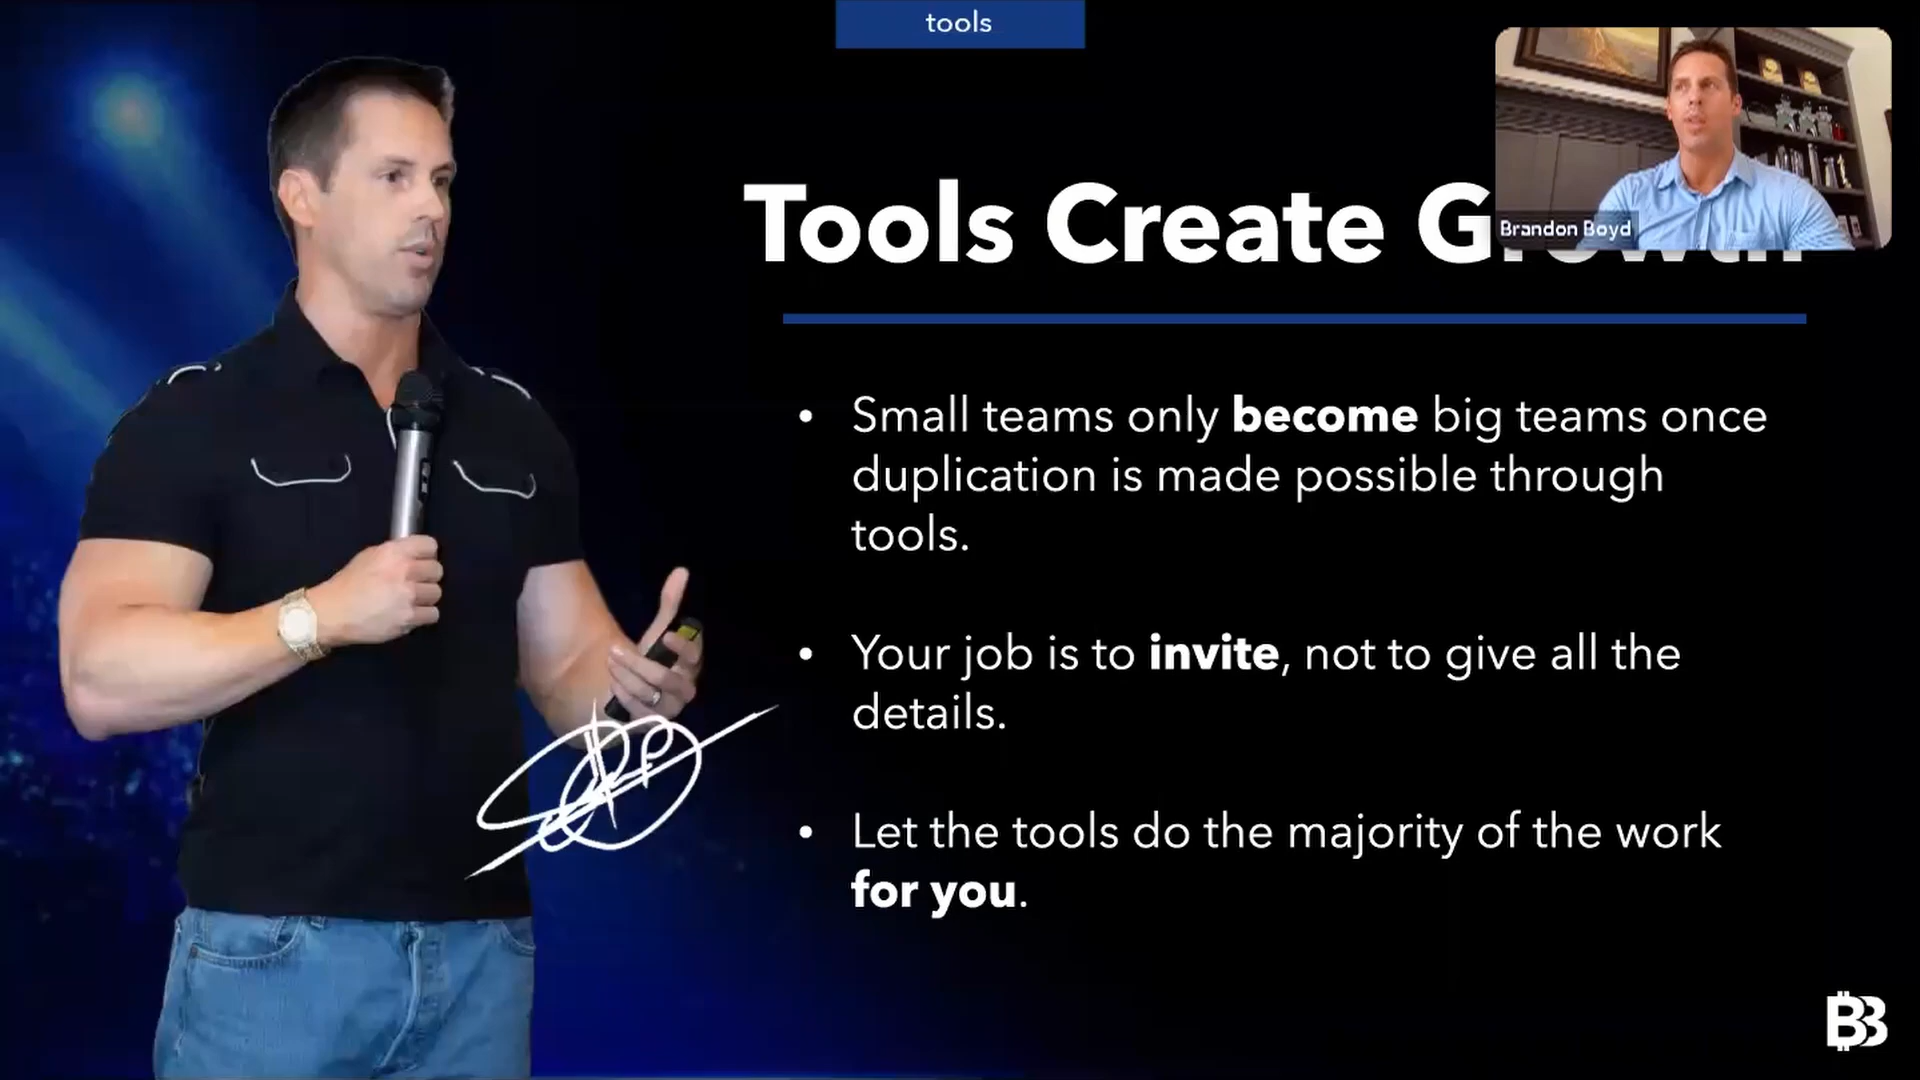 tools
Tools Create G
Brandon Boyd
• Small teams only become big teams once
duplication is made possible through
tools.
• Your job is to invite, not to give all the
details.
• Let the tools do the majority of the work
for you.